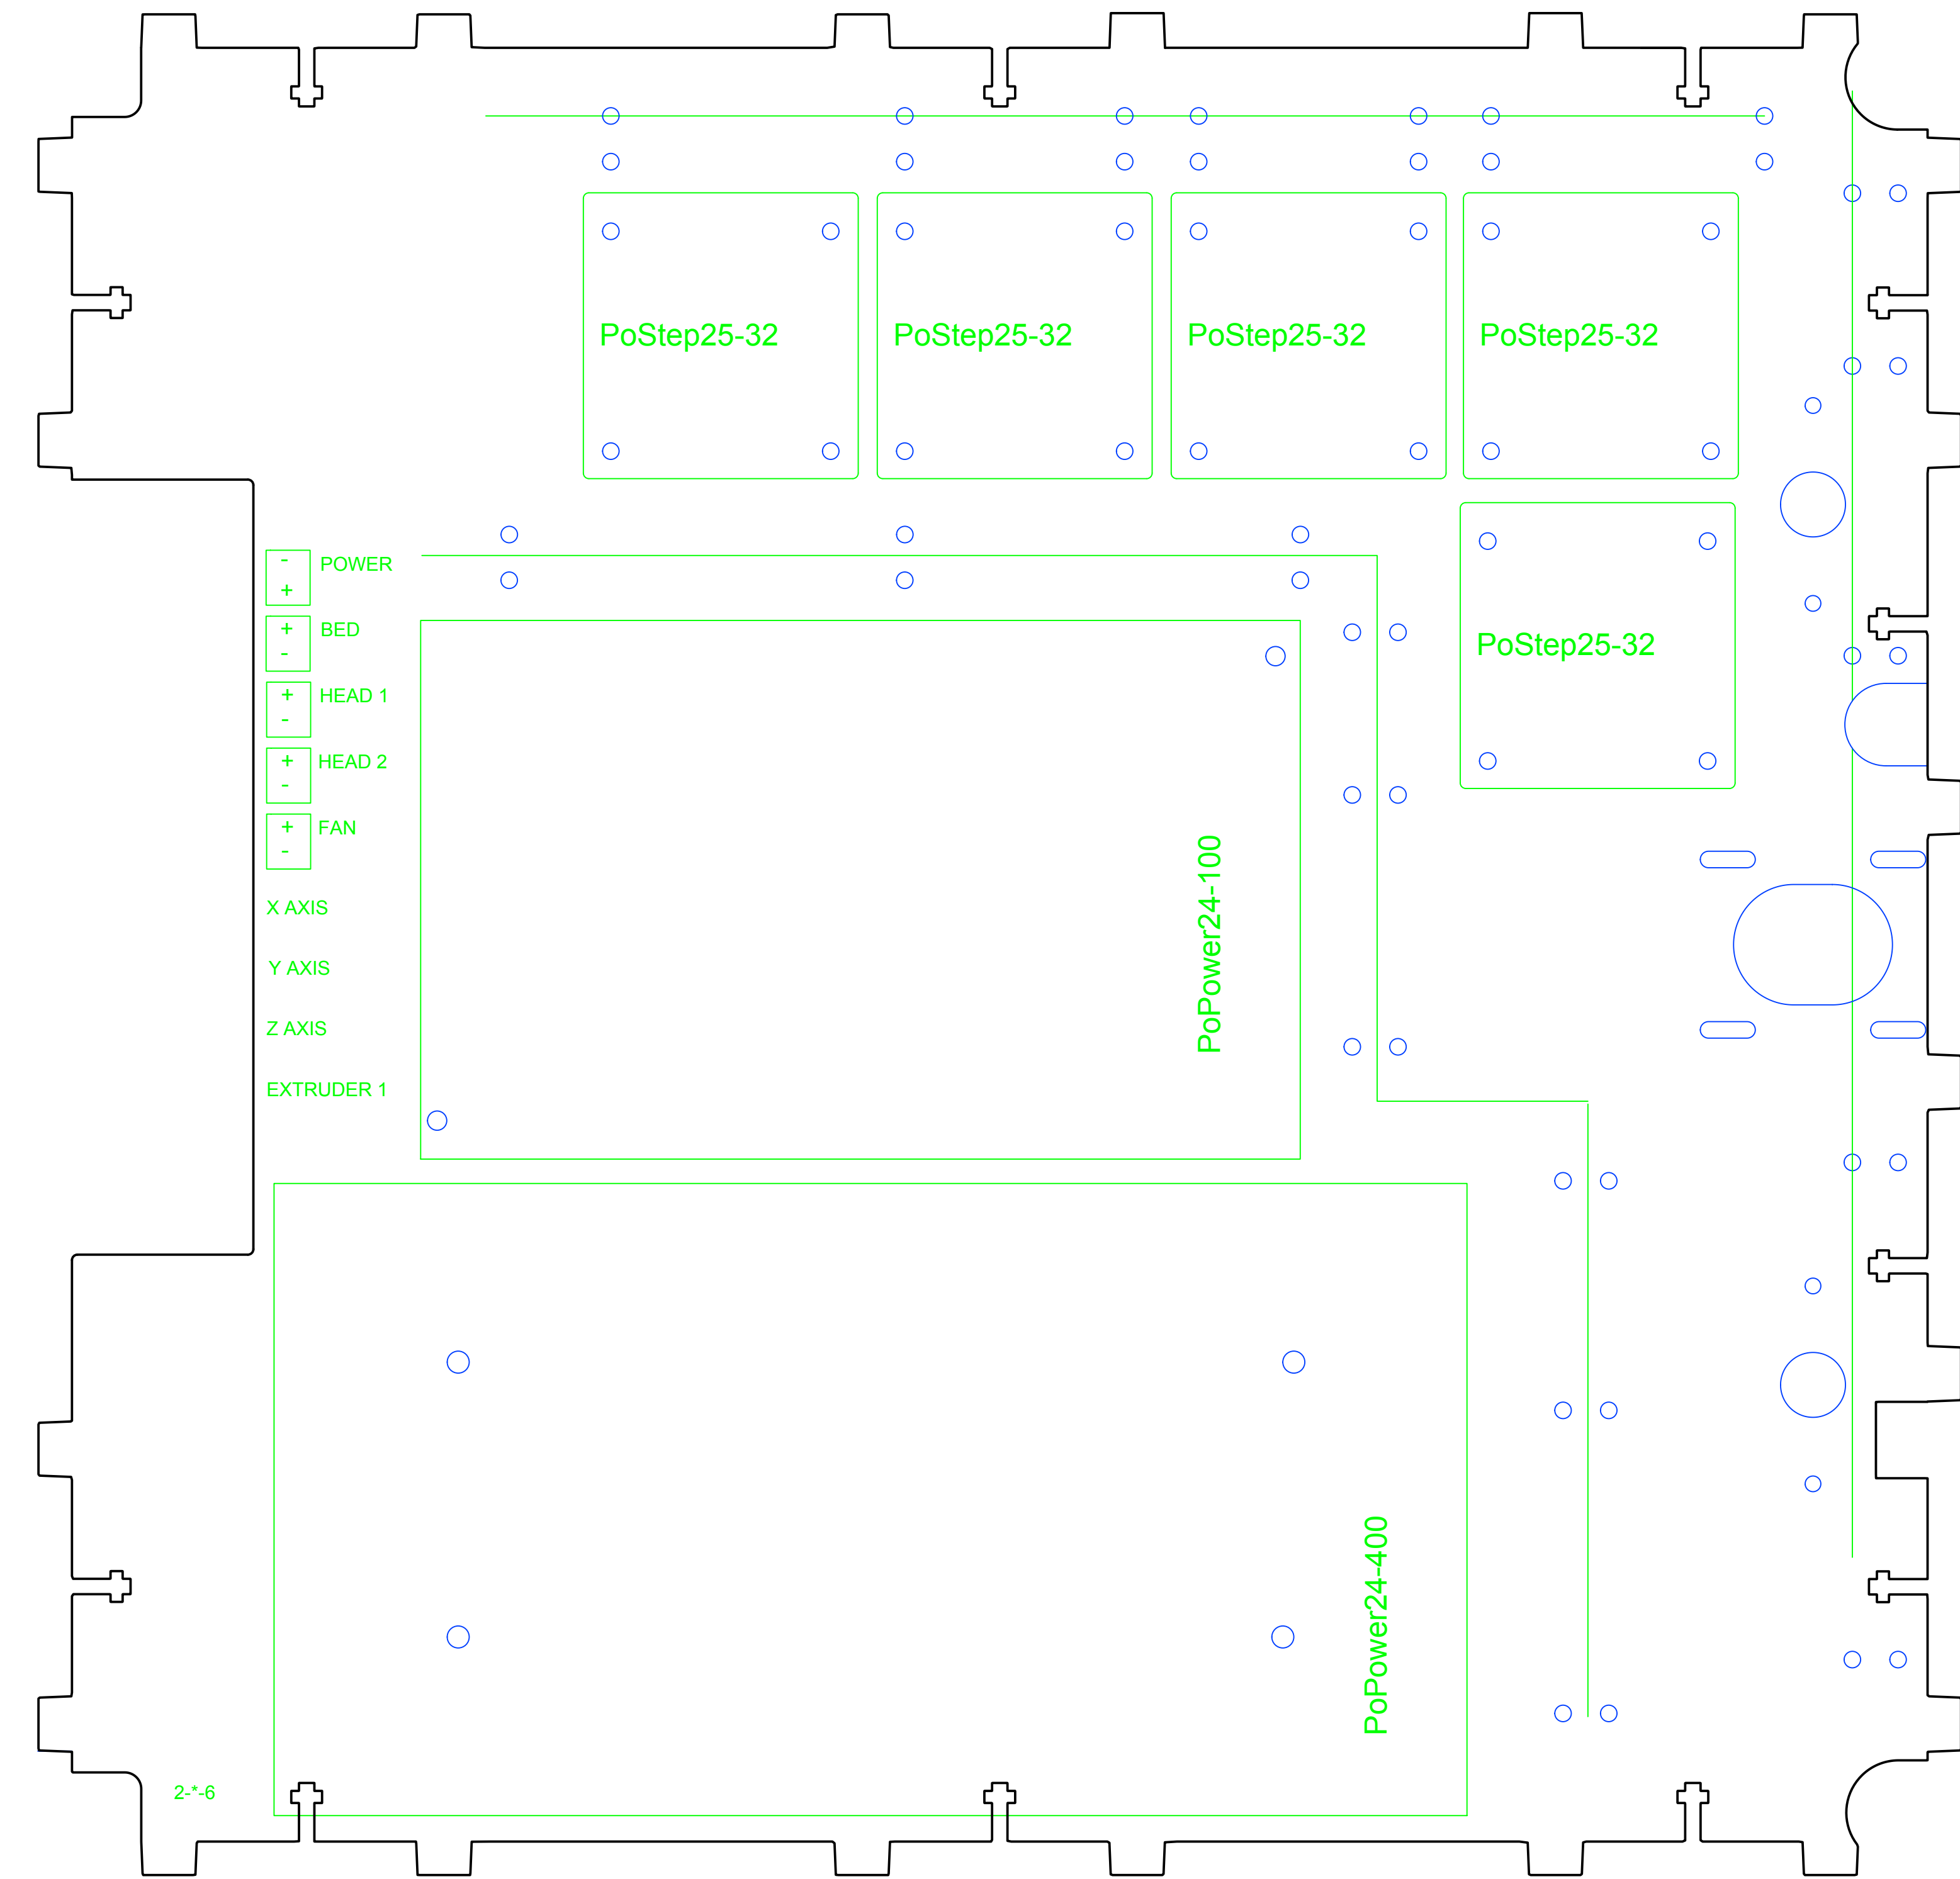 PoStep25-32
PoStep25-32
PoStep25-32
PoStep25-32
- POWER
+
+ BED
-
PoStep25-32
+ HEAD 1
-
+ HEAD 2
-
+ FAN
-
PoPower24-100
X AXIS
Y AXIS
Z AXIS
EXTRUDER 1
PoPower24-400
2-*-6